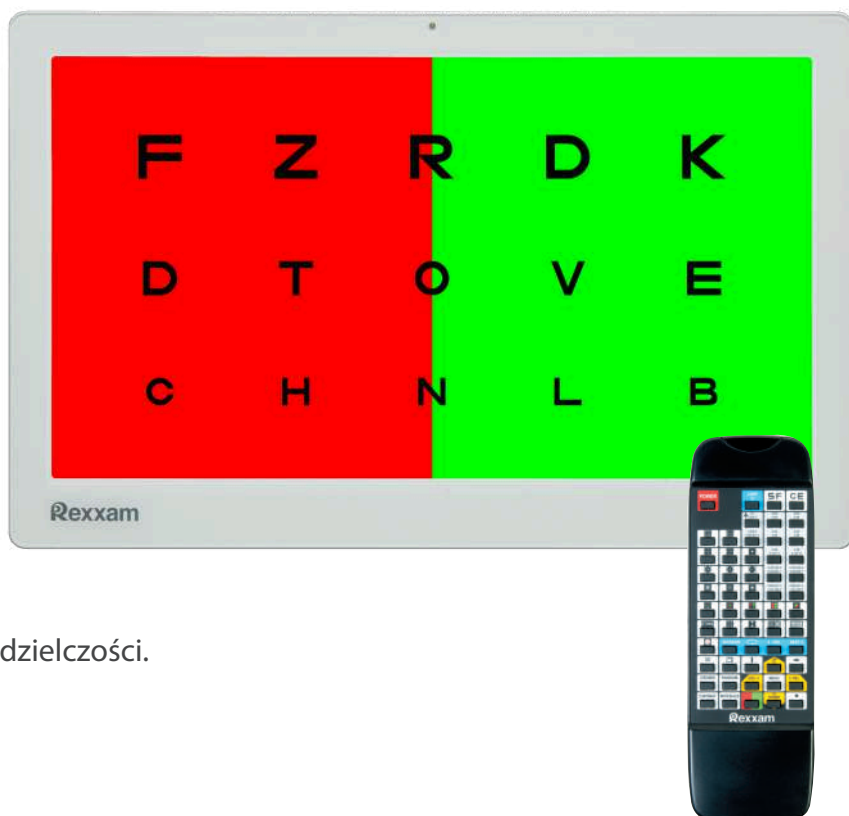 F Z R D K
D T O V E
C H N L B
Rexxam
dzielczości.
POWER SF CE
Rexxam